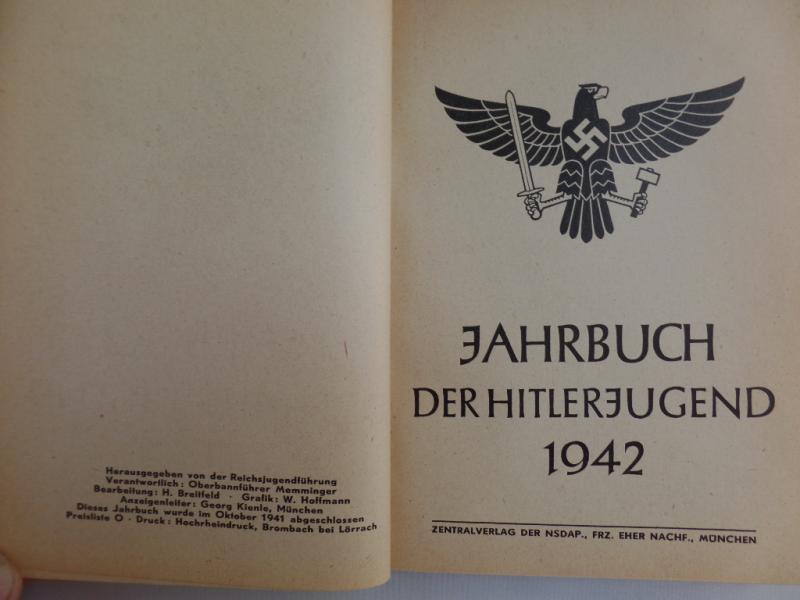 Herausgegeben von der Reichsjugendführung
Verantwortlich: Oberbannführer Memminger
Bearbeitung: H. Breitfeld · Grafik: W. Hoffmann
Anzeigenleiter: Georg Kienle, München
Dieses Jahrbuch wurde im Oktober 1941 abgeschlossen
Preisliste O · Druck: Hochrheindruck, Brombach bei Lörrach
JAHRBUCH
DER HITLERJUGEND
1942
ZENTRALVERLAG DER NSDAP., FRZ. EHER NACHF., MÜNCHEN